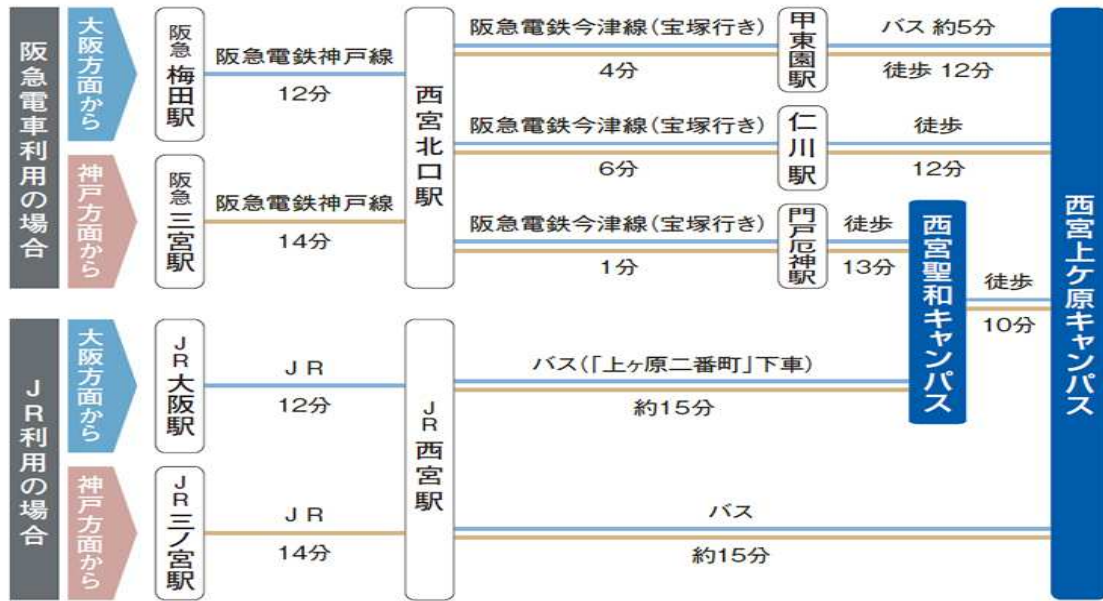 阪急電車利用の場合
大阪方面から
阪急 梅田駅
阪急電鉄神戸線
12分
神戸方面から
阪急 三宮駅
阪急電鉄神戸線
14分
西宮北口駅
阪急電鉄今津線(宝塚行き)
4分
甲東園駅
バス 約5分
徒歩 12分
阪急電鉄今津線(宝塚行き)
6分
仁川駅
徒歩
12分
阪急電鉄今津線(宝塚行き)
1分
門戸厄神駅
徒歩
13分
西宮聖和キャンパス
徒歩
10分
西宮上ケ原キャンパス
JR利用の場合
大阪方面から
JR 大阪駅
JR
12分
神戸方面から
JR 三ノ宮駅
JR
14分
JR 西宮駅
バス(「上ヶ原二番町」下車)
約15分
バス
約15分